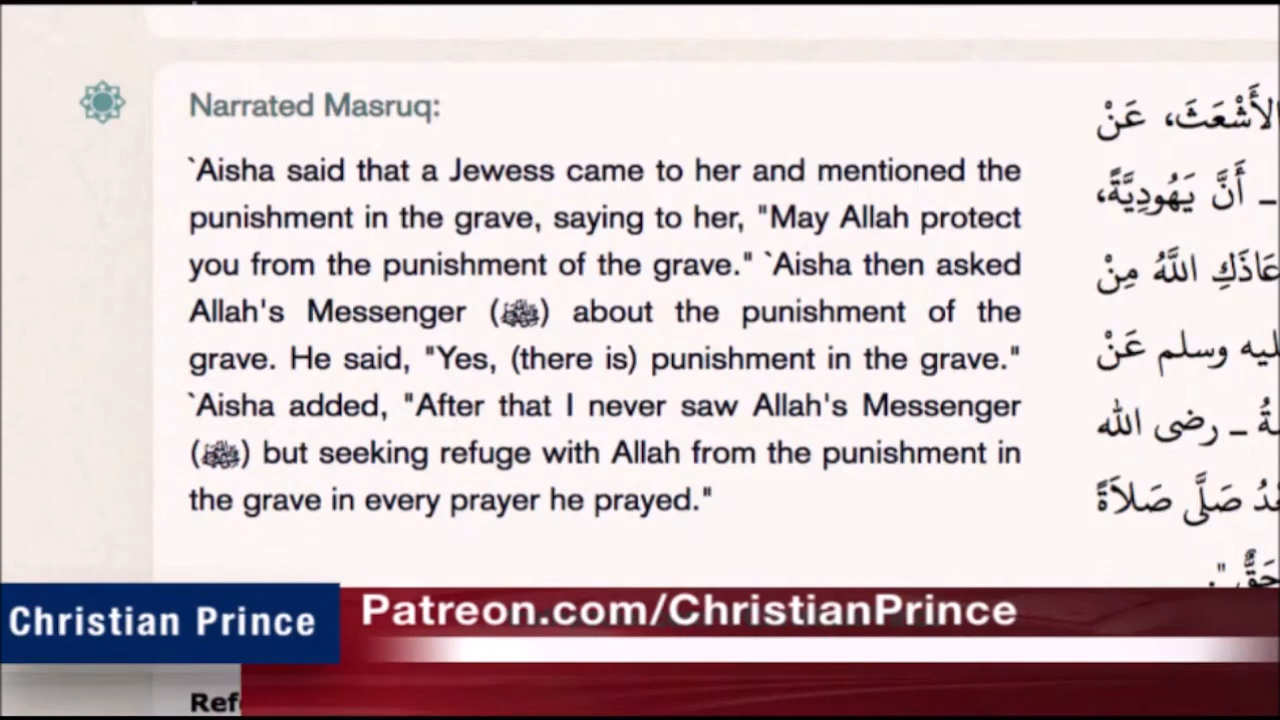 Narrated Masruq:
`Aisha said that a Jewess came to her and mentioned the
punishment in the grave, saying to her, "May Allah protect
you from the punishment of the grave." `Aisha then asked
Allah's Messenger (ﷺ) about the punishment of the
grave. He said, "Yes, (there is) punishment in the grave."
`Aisha added, "After that I never saw Allah's Messenger
(ﷺ) but seeking refuge with Allah from the punishment in
the grave in every prayer he prayed."
الأَشْعَثَ، عَنْ
ـ أَنَّ يَهُودِيَّةً،
عَاذَكِ اللَّهُ مِنْ
ليه وسلم عَنْ
ـ رضى الله
صَلَّى صَلاَةً
Christian Prince
Patreon.com/ChristianPrince